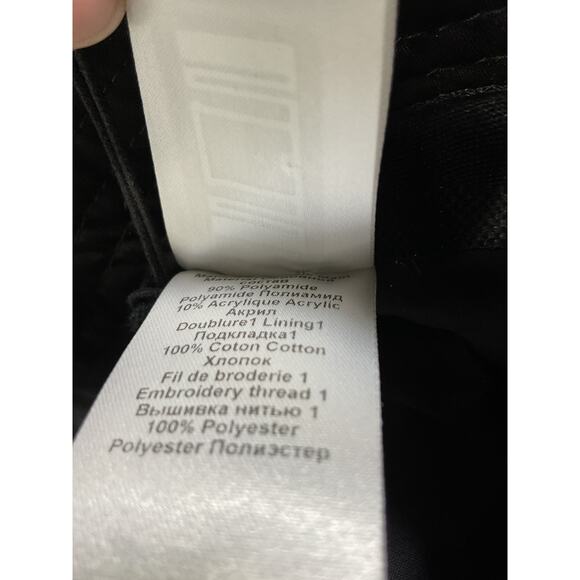 состав
90% Polyamide
Polyamide Полиамид
10% Acrylique Acrylic
Акрил
Doublure1 Lining1
Подкладка1
100% Coton Cotton
Хлопок
Fil de broderie 1
Embroidery thread 1
Вышивка нитью 1
100% Polyester
Polyester Полиэстер